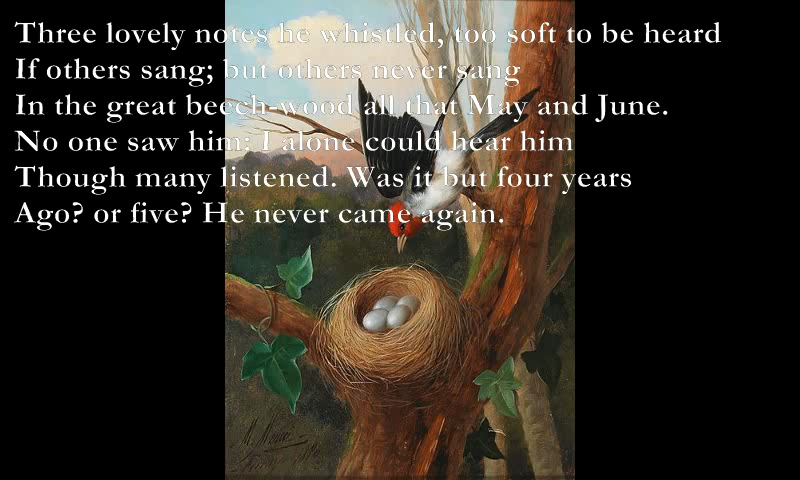 Three lovely notes he whistled, too soft to be heard
If others sang; but others never sang
In the great beech-wood all that May and June.
No one saw him: I alone could hear him
Though many listened. Was it but four years
Ago? or five? He never came again.